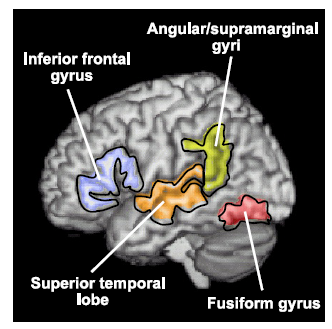 Angular/supramarginal
gyri
Inferior frontal
gyrus
Superior temporal
lobe
Fusiform gyrus